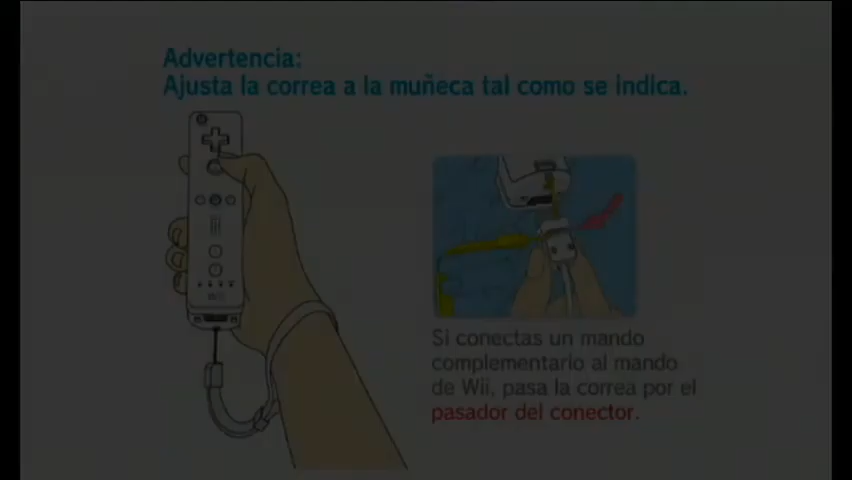 Advertencia:
Ajusta la correa a la muñeca tal como se indica.
Si conectas un mando
complementario al mando
de Wii, pasa la correa por el
pasador del conector.